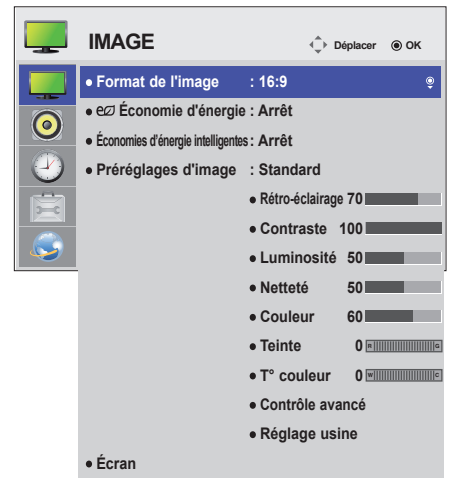 IMAGE Déplacer OK
• Format de l'image : 16:9
• Économie d'énergie : Arrêt
• Économies d'énergie intelligentes : Arrêt
• Préréglages d'image : Standard
• Rétro-éclairage 70
• Contraste 100
• Luminosité 50
• Netteté 50
• Couleur 60
• Teinte 0 R G
• T° couleur 0 W C
• Contrôle avancé
• Réglage usine
• Écran